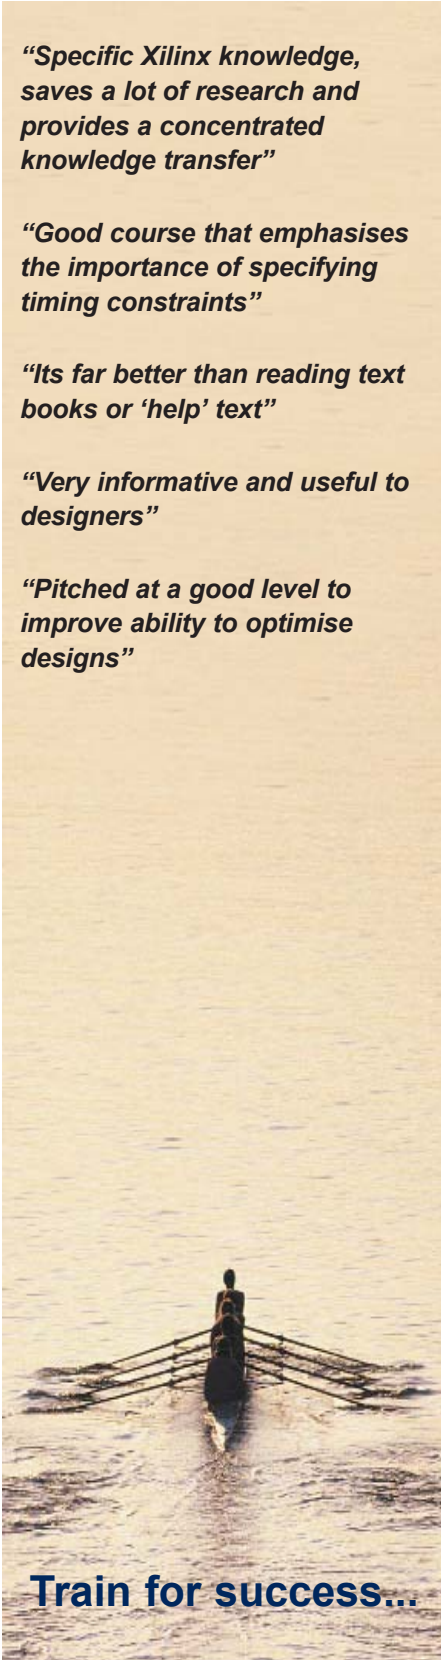 “Specific Xilinx knowledge,
saves a lot of research and
provides a concentrated
knowledge transfer”
“Good course that emphasises
the importance of specifying
timing constraints”
“Its far better than reading text
books or ‘help’ text”
“Very informative and useful to
designers”
“Pitched at a good level to
improve ability to optimise
designs”
Train for success...